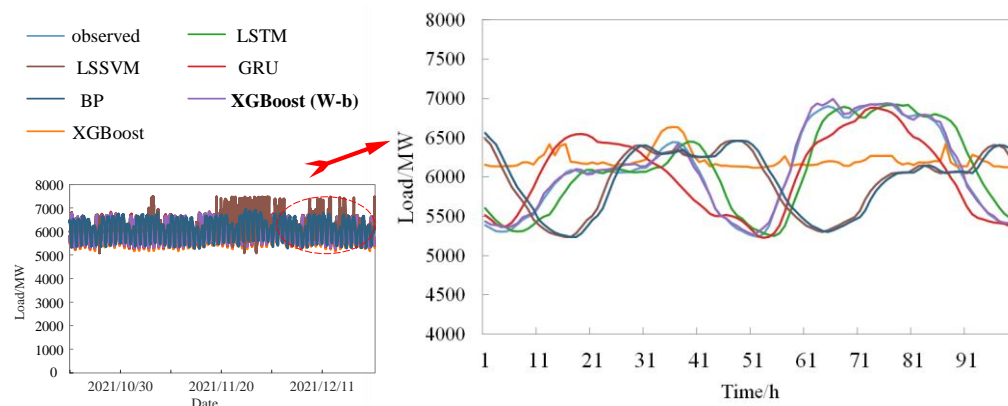 observed
LSTM
LSSVM
GRU
BP
XGBoost (W-b)
XGBoost
8000
7000
6000
5000
4000
3000
2000
1000
0
Load/MW
2021/10/30 2021/11/20 2021/12/11
Date
8000
7500
7000
6500
6000
5500
5000
4500
4000
Load/MW
1 11 21 31 41 51 61 71 81 91
Time/h